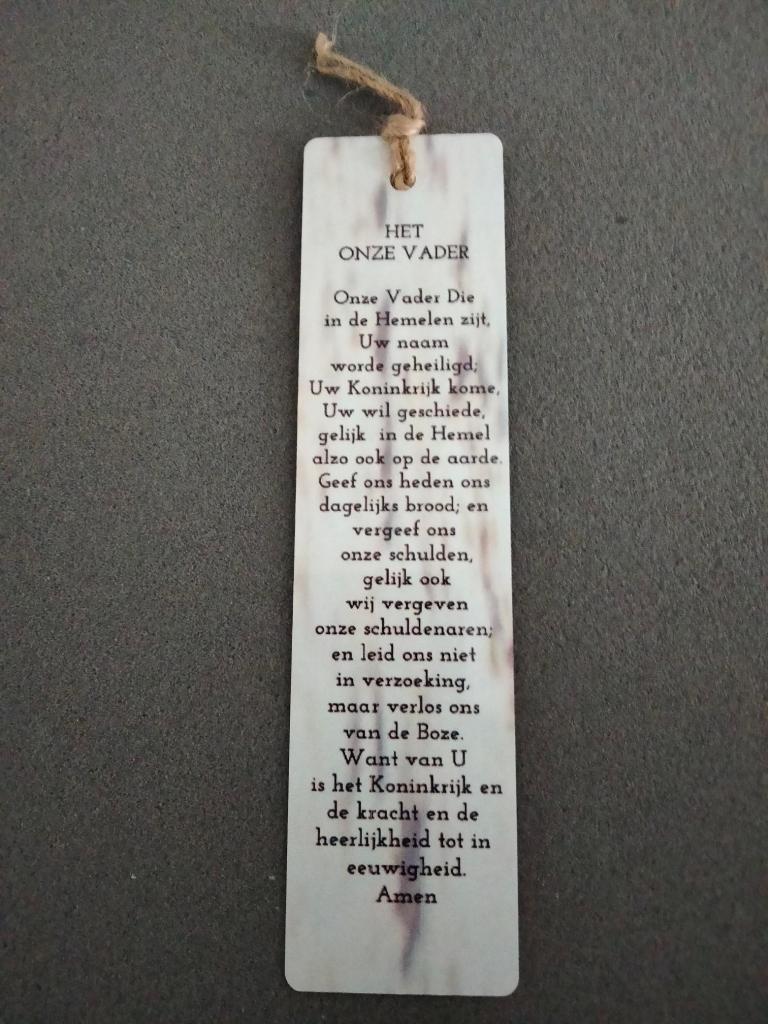 HET
ONZE VADER
Onze Vader Die
in de Hemelen zijt,
Uw naam
worde geheiligd;
Uw Koninkrijk kome,
Uw wil geschiede,
gelijk in de Hemel
alzo ook op de aarde.
Geef ons heden ons
dagelijks brood; en
vergeef ons
onze schulden,
gelijk ook
wij vergeven
onze schuldenaren;
en leid ons niet
in verzoeking,
maar verlos ons
van de Boze.
Want van U
is het Koninkrijk en
de kracht en de
heerlijkheid tot in
eeuwigheid.
Amen